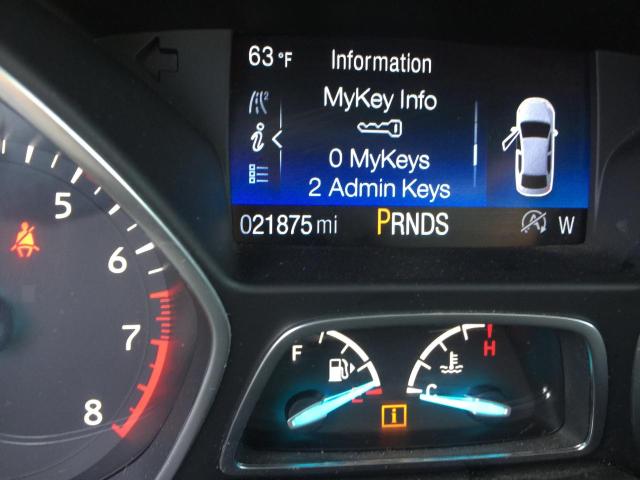 63 °F Information
MyKey Info
0 MyKeys
2 Admin Keys
021875 mi PRNDS W
5
6
7
8
F
E
H
C
i